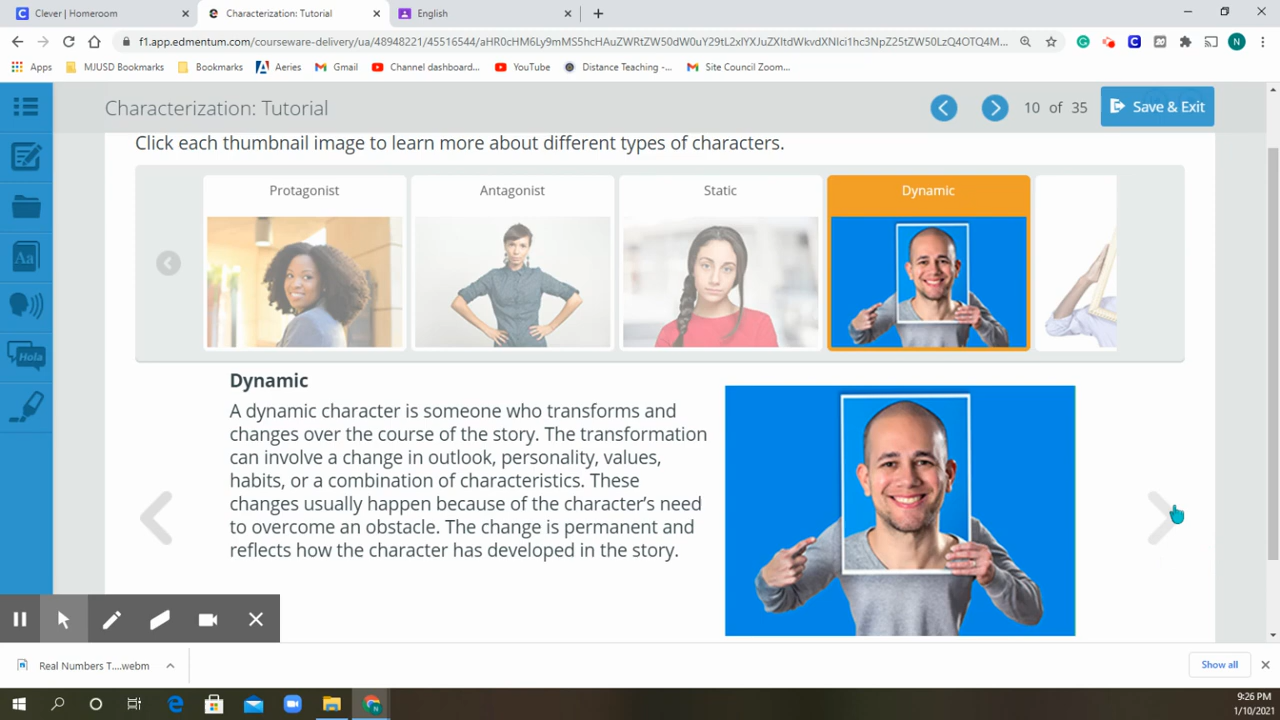 Clever | Homeroom
Characterization: Tutorial
English
f1.app.edmentum.com/courseware-delivery/ua/48948221/45516544/
Apps
MJUSD Bookmarks
Bookmarks
Aeries
Gmail
Channel dashboard...
YouTube
Distance Teaching -...
Site Council Zoom...
N
Characterization: Tutorial
10 of 35
Save & Exit
Click each thumbnail image to learn more about different types of characters.
Protagonist
Antagonist
Static
Dynamic
Aa
Hola
Dynamic
A dynamic character is someone who transforms and
changes over the course of the story. The transformation
can involve a change in outlook, personality, values,
habits, or a combination of characteristics. These
changes usually happen because of the character's need
to overcome an obstacle. The change is permanent and
reflects how the character has developed in the story.
Real Numbers T....webm
Show all
9:26 PM
1/10/2021